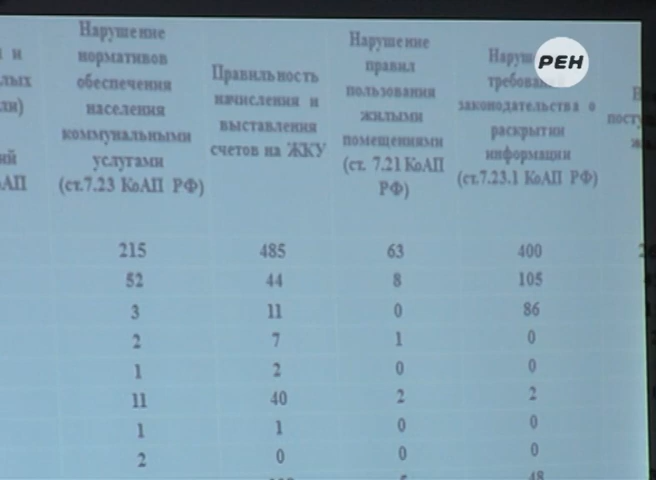 и
лых
ли)
ий
АП
Нарушение
нормативов
обеспечения
населения
коммунальными
услугами
(ст.7.23 КоАП РФ)
Правильность
начисления и
выставления
счетов на ЖКУ
Нарушение
правил
пользования
жилыми
помещениями
(ст. 7.21 КоАП
РФ)
РЕН
законодательства о
раскрытии
информации
(ст.7.23.1 КоАП РФ)
пост
215 485 63 400
52 44 8 105
3 11 0 86
2 7 1 0
1 2 0 0
11 40 2 2
1 1 0 0
2 0 0 0
48